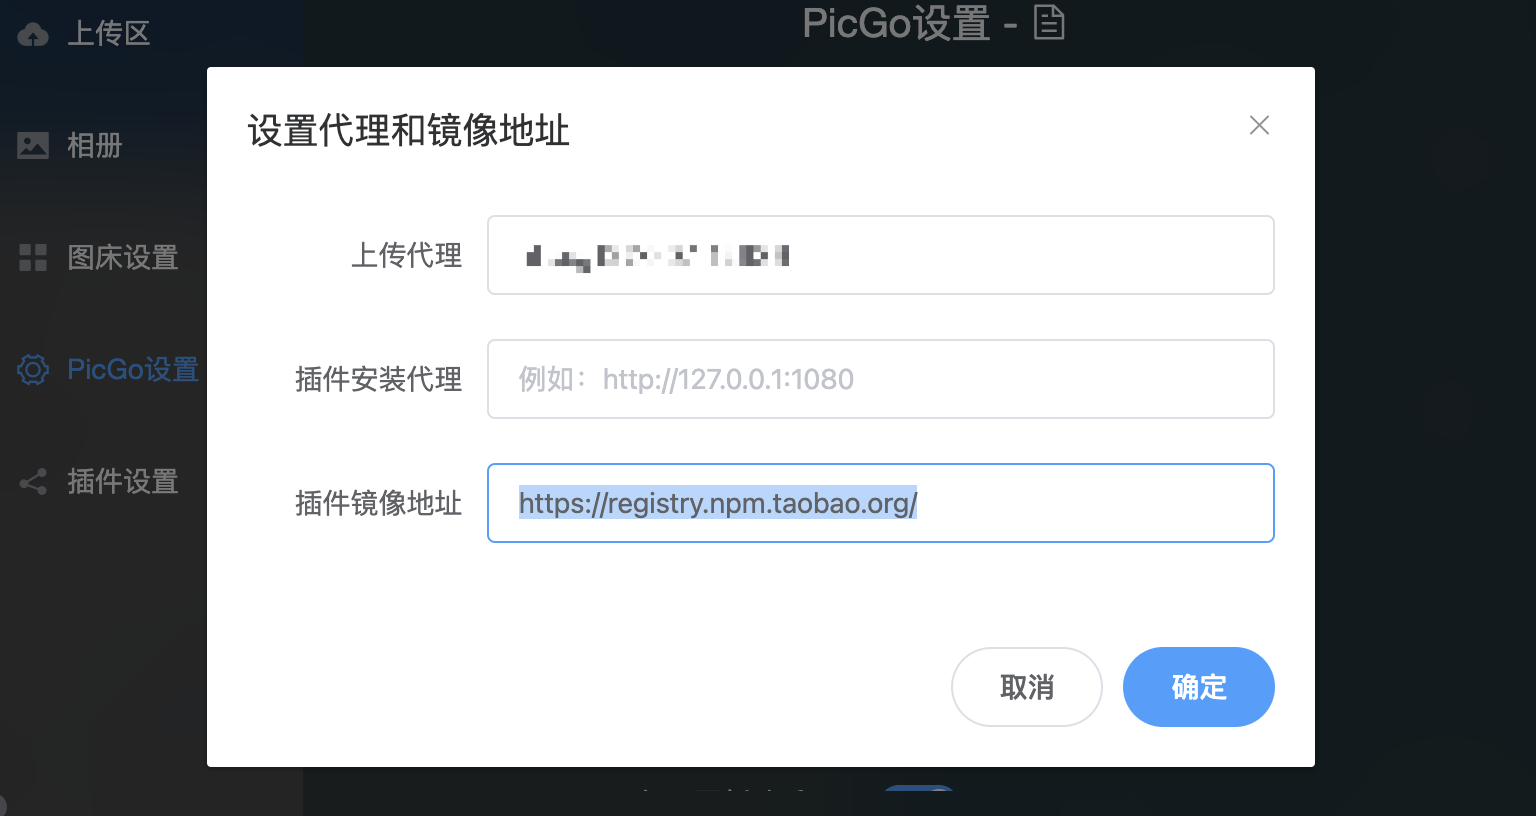 上传区
PicGo设置 -
相册
图床设置
PicGo设置
插件设置
设置代理和镜像地址
上传代理
插件安装代理
例如：http://127.0.0.1:1080
插件镜像地址
https://registry.npm.taobao.org/
取消
确定